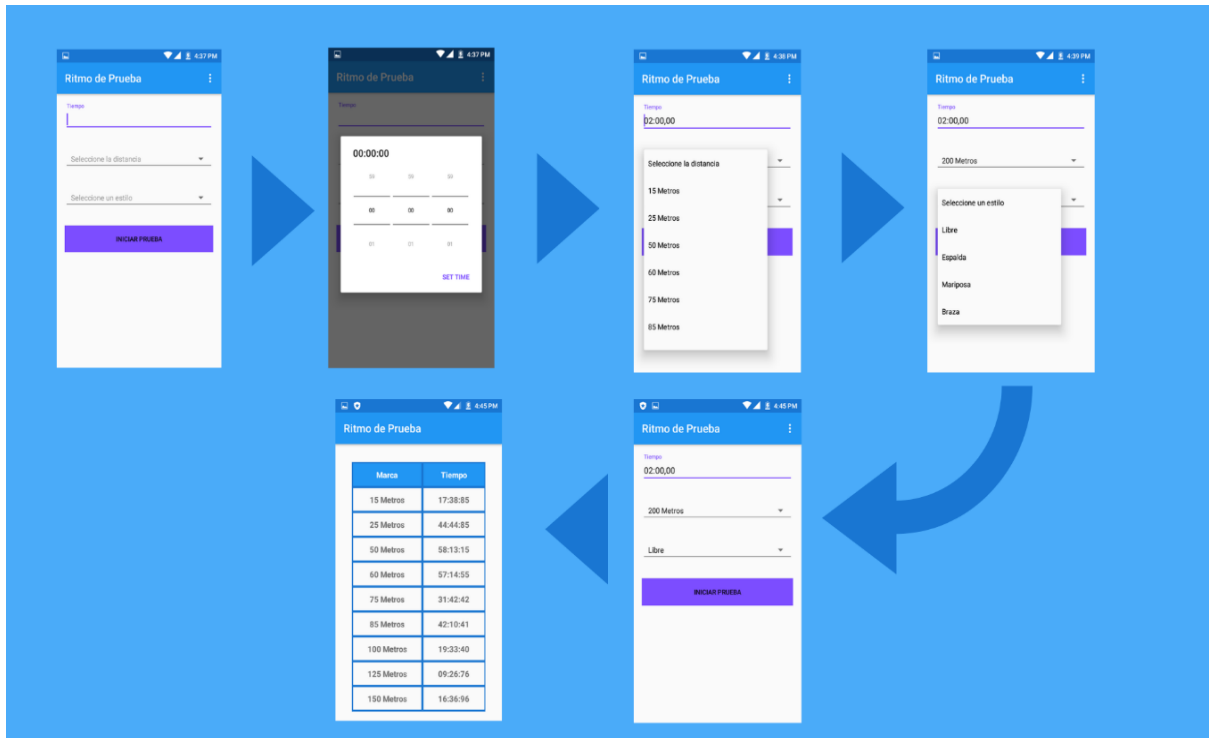 4:37 PM
Ritmo de Prueba
Tiempo
Seleccione la distancia
Seleccione un estilo
INICIAR PRUEBA
4:37 PM
Ritmo de Prueba
Tiempo
00:00:00
59 59 59
00 00 00
01 01 01
SET TIME
4:38 PM
Ritmo de Prueba
Tiempo
02:00,00
Seleccione la distancia
15 Metros
25 Metros
50 Metros
60 Metros
75 Metros
85 Metros
4:39 PM
Ritmo de Prueba
Tiempo
02:00,00
200 Metros
Seleccione un estilo
Libre
Espalda
Mariposa
Braza
4:45 PM
Ritmo de Prueba
Tiempo
02:00,00
200 Metros
Libre
INICIAR PRUEBA
4:45 PM
Ritmo de Prueba
Marca Tiempo
15 Metros 17:38:85
25 Metros 44:44:85
50 Metros 58:13:15
60 Metros 57:14:55
75 Metros 31:42:42
85 Metros 42:10:41
100 Metros 19:33:40
125 Metros 09:26:76
150 Metros 16:36:96